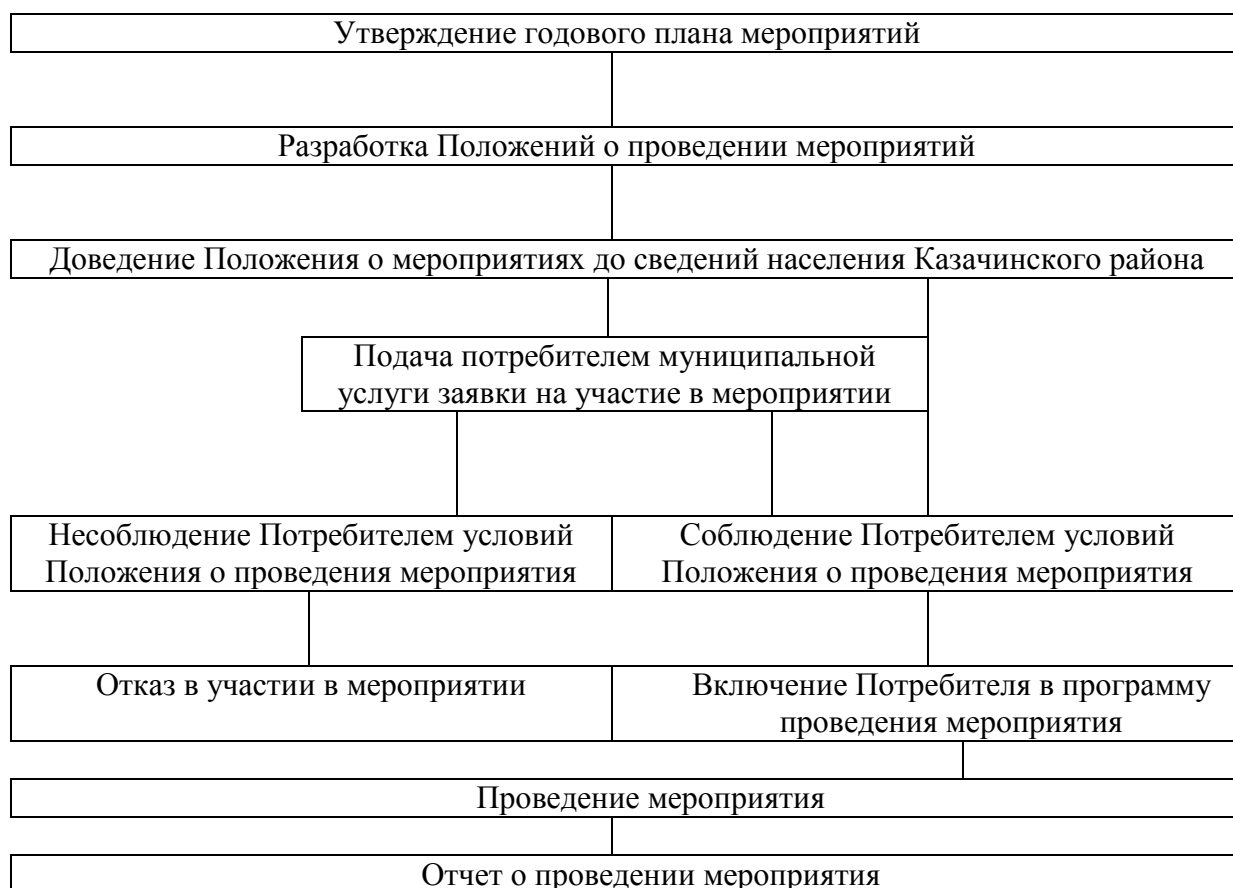 Утверждение годового плана мероприятий
Разработка Положений о проведении мероприятий
Доведение Положения о мероприятиях до сведений населения Казачинского района
Подача потребителем муниципальной
услуги заявки на участие в мероприятии
Несоблюдение Потребителем условий
Положения о проведения мероприятия
Соблюдение Потребителем условий
Положения о проведения мероприятия
Отказ в участии в мероприятии
Включение Потребителя в программу
проведения мероприятия
Проведение мероприятия
Отчет о проведении мероприятия